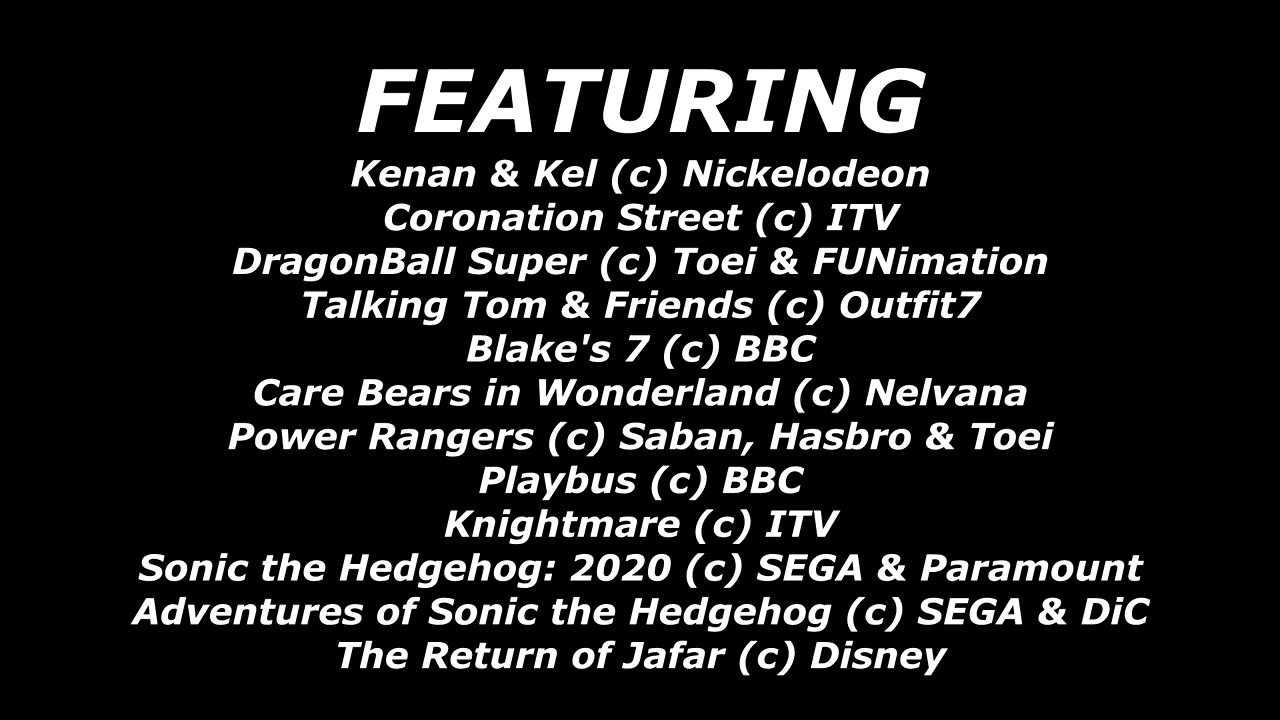 FEATURING
Kenan & Kel (c) Nickelodeon
Coronation Street (c) ITV
DragonBall Super (c) Toei & FUNimation
Talking Tom & Friends (c) Outfit7
Blake's 7 (c) BBC
Care Bears in Wonderland (c) Nelvana
Power Rangers (c) Saban, Hasbro & Toei
Playbus (c) BBC
Knightmare (c) ITV
Sonic the Hedgehog: 2020 (c) SEGA & Paramount
Adventures of Sonic the Hedgehog (c) SEGA & DiC
The Return of Jafar (c) Disney